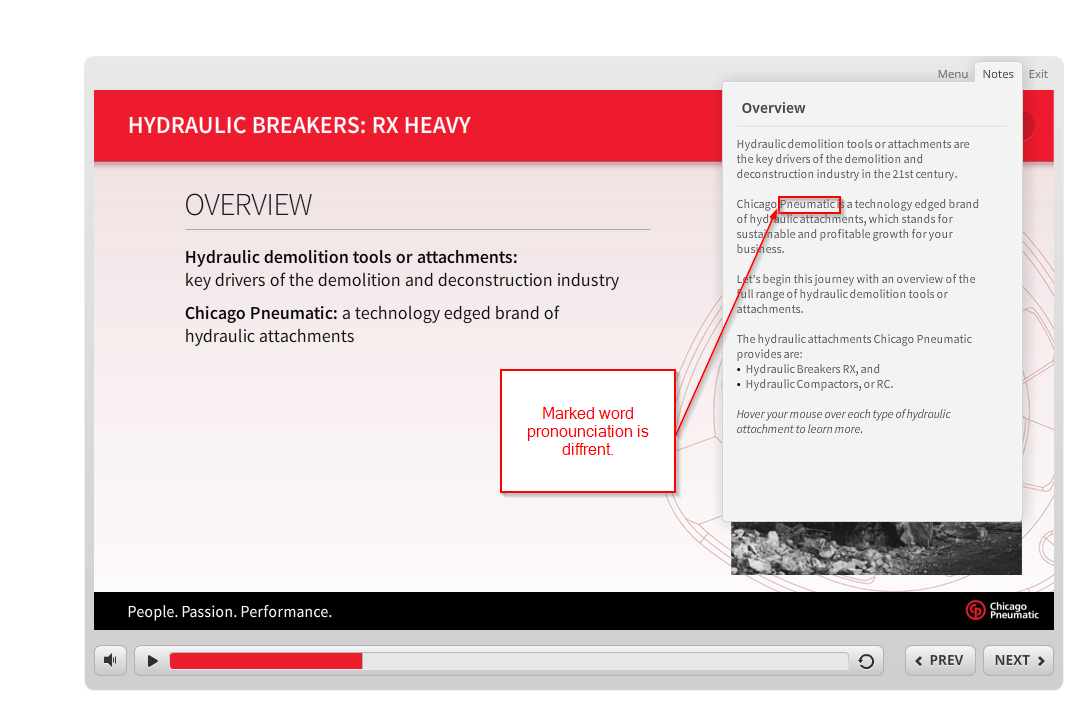 Menu Notes Exit
HYDRAULIC BREAKERS: RX HEAVY
OVERVIEW
Hydraulic demolition tools or attachments:
key drivers of the demolition and deconstruction industry
Chicago Pneumatic: a technology edged brand of
hydraulic attachments
Overview
Hydraulic demolition tools or attachments are
the key drivers of the demolition and
deconstruction industry in the 21st century.
Chicago Pneumatic is a technology edged brand
of hydraulic attachments, which stands for
sustainable and profitable growth for your
business.
Let's begin this journey with an overview of the
full range of hydraulic demolition tools or
attachments.
The hydraulic attachments Chicago Pneumatic
provides are:
• Hydraulic Breakers RX, and
• Hydraulic Compactors, or RC.
Hover your mouse over each type of hydraulic
attachment to learn more.
Marked word
pronounciation is
diffrent.
People. Passion. Performance.
CP Chicago
Pneumatic
PREV NEXT